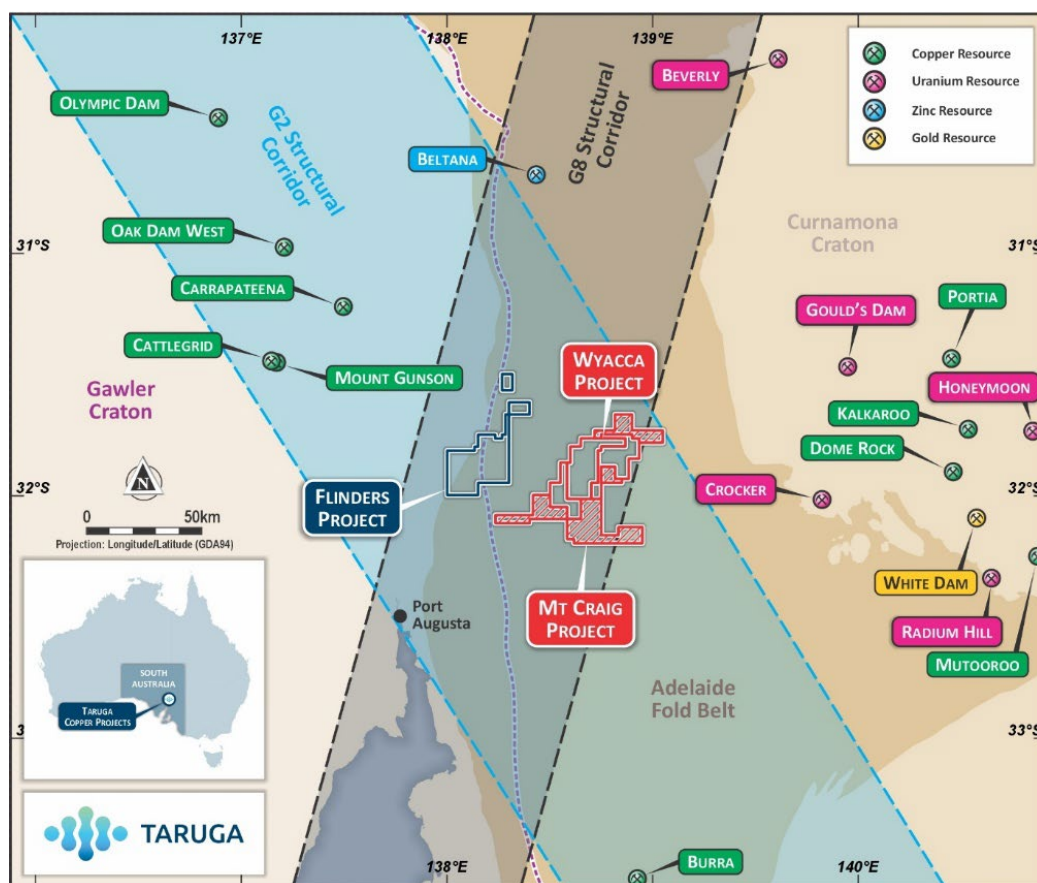 137°E
138°E
139°E
Copper Resource
Uranium Resource
Zinc Resource
Gold Resource
BEVERLY
OLYMPIC DAM
G2 Structural
Corridor
BELTANA
G8 Structural
Corridor
OAK DAM WEST
Curnamona
Craton
31°S
31°S
CARRAPATEENA
GOULD'S DAM
PORTIA
CATTLEGRID
MOUNT GUNSON
WYACCA
PROJECT
HONEYMOON
Gawler
Craton
KALKAROO
DOME ROCK
N
FLINDERS
PROJECT
CROCKER
32°S
32°S
0 50km
Projection: Longitude/Latitude (GDA94)
WHITE DAM
MT CRAIG
PROJECT
Port
Augusta
RADIUM HILL
MUTOOROO
SOUTH
AUSTRALIA
TARUGA
COPPER PROJECTS
Adelaide
Fold Belt
3
33°S
TARUGA
138°E
BURRA
140°E